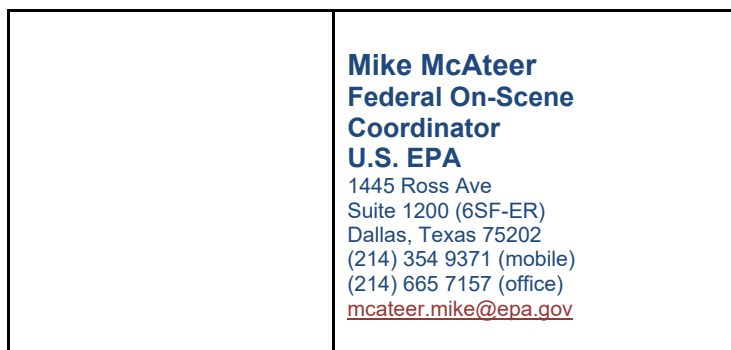 Mike McAteer
Federal On-Scene
Coordinator
U.S. EPA
1445 Ross Ave
Suite 1200 (6SF-ER)
Dallas, Texas 75202
(214) 354 9371 (mobile)
(214) 665 7157 (office)
mcateer.mike@epa.gov